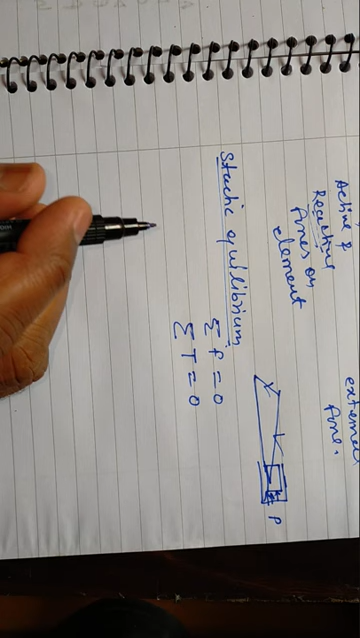 Active &
Reactive
forces on
element
external
force.
P
Static equilibrium
Σ F = 0
Σ T = 0